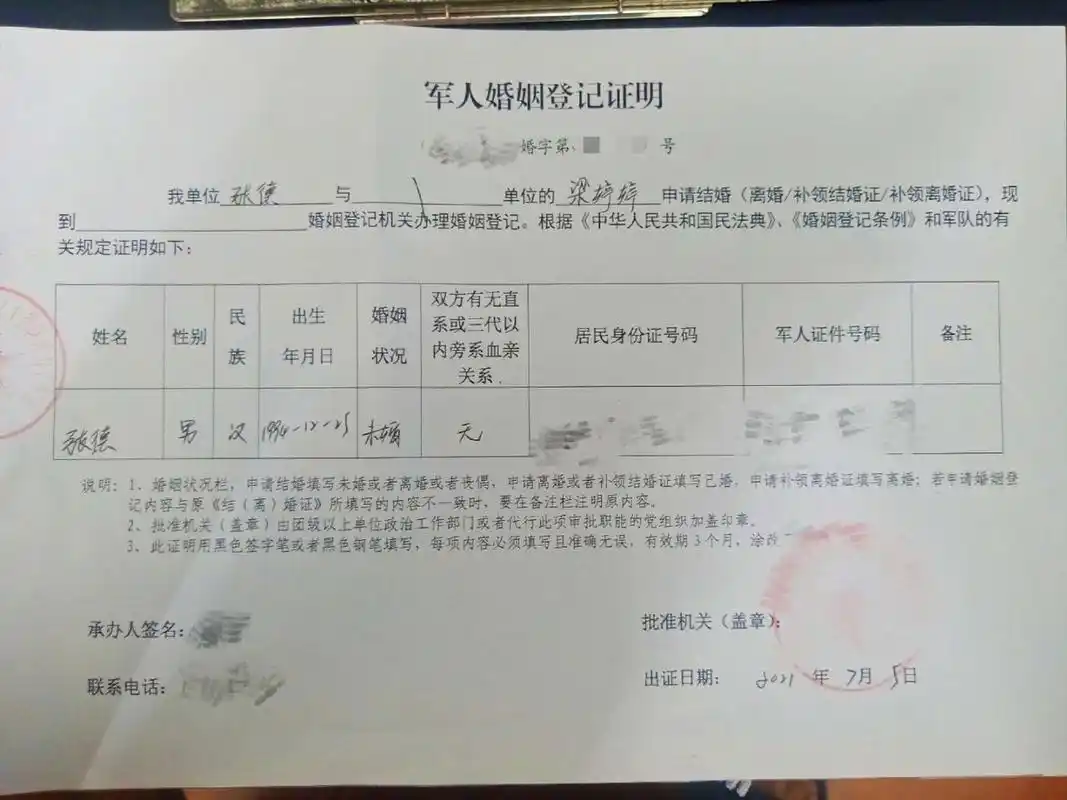 军人婚姻登记证明
婚字第 号
我单位 张德 与 单位的 梁婷婷 申请结婚（离婚/补领结婚证/补领离婚证），现
到 婚姻登记机关办理婚姻登记。根据《中华人民共和国民法典》、《婚姻登记条例》和军队的有
关规定证明如下：
姓名 性别 民族 出生年月日 婚姻状况 双方有无直系或三代以内旁系血亲关系. 居民身份证号码 军人证件号码 备注
张德 男 汉 1994-12-25 未婚 无
说明：1、婚姻状况栏，申请结婚填写未婚或者离婚或者丧偶，申请离婚或者补领结婚证填写已婚，申请补领离婚证填写离婚；若申请婚姻登
记内容与原《结（离）婚证》所填写的内容不一致时，要在备注栏注明原内容。
2、批准机关（盖章）由团级以上单位政治工作部门或者代行此项审批职能的党组织加盖印章。
3、此证明用黑色签字笔或者黑色钢笔填写，每项内容必须填写且准确无误，有效期3个月，涂改
承办人签名：
批准机关（盖章）：
联系电话：
出证日期： 2021 年 7月 5日